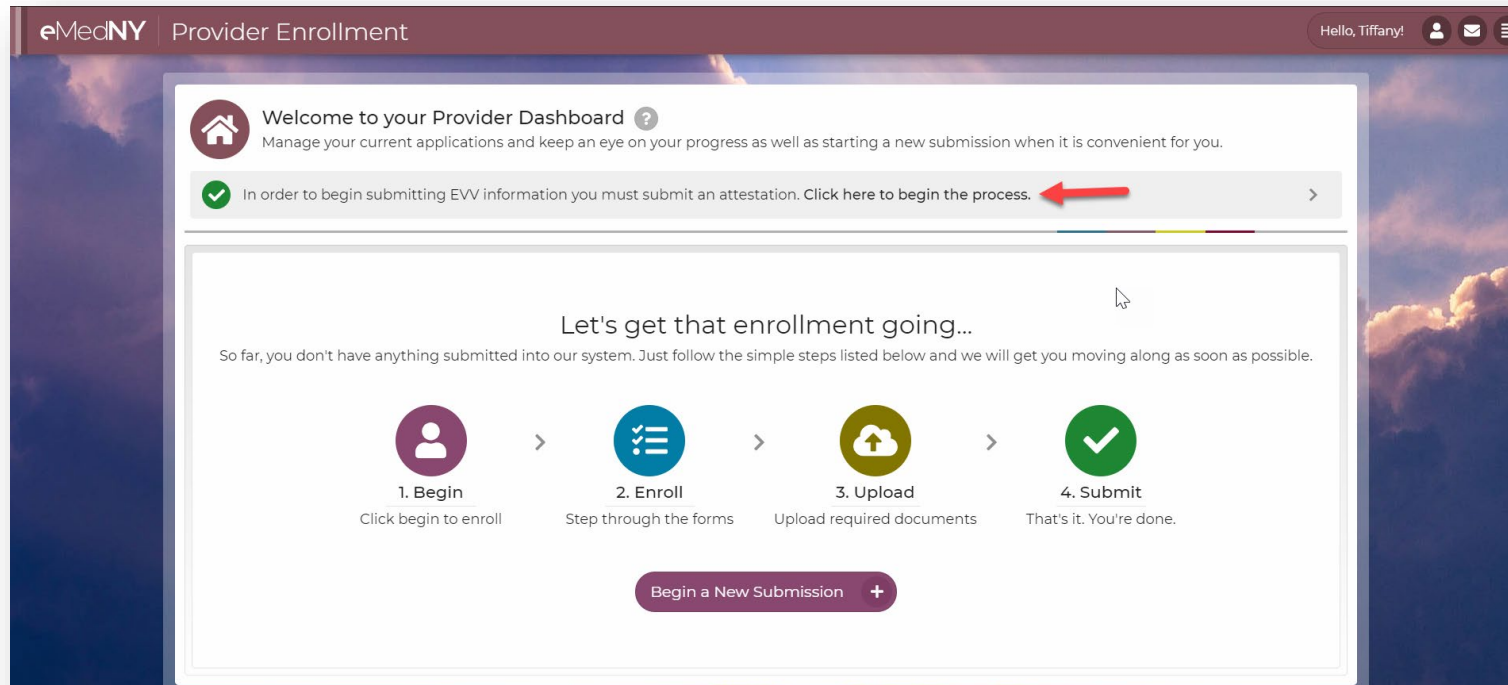 eMedNY Provider Enrollment
Hello, Tiffany!
Welcome to your Provider Dashboard ?
Manage your current applications and keep an eye on your progress as well as starting a new submission when it is convenient for you.
In order to begin submitting EVV information you must submit an attestation. Click here to begin the process.
Let's get that enrollment going...
So far, you don't have anything submitted into our system. Just follow the simple steps listed below and we will get you moving along as soon as possible.
1. Begin
Click begin to enroll
2. Enroll
Step through the forms
3. Upload
Upload required documents
4. Submit
That's it. You're done.
Begin a New Submission +